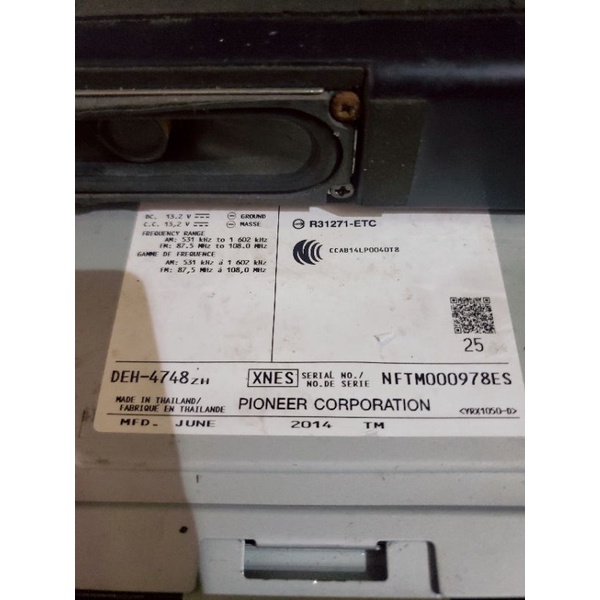 DC. 13.2 V ⎓ ⊖ GROUND
C.C. 13,2 V ⎓ ⊖ MASSE
FREQUENCY RANGE
AM: 531 kHz to 1 602 kHz
FM: 87.5 MHz to 108.0 MHz
GAMME DE FREQUENCE
AM: 531 kHz à 1 602 kHz
FM: 87,5 MHz à 108,0 MHz
R31271-ETC
CCAB14LP0040T8
25
DEH-4748ZH XNES SERIAL NO./ NO.DE SERIE NFTM000978ES
MADE IN THAILAND/
FABRIQUE EN THAILANDE PIONEER CORPORATION <YRX1050-D>
MFD. JUNE 2014 TM